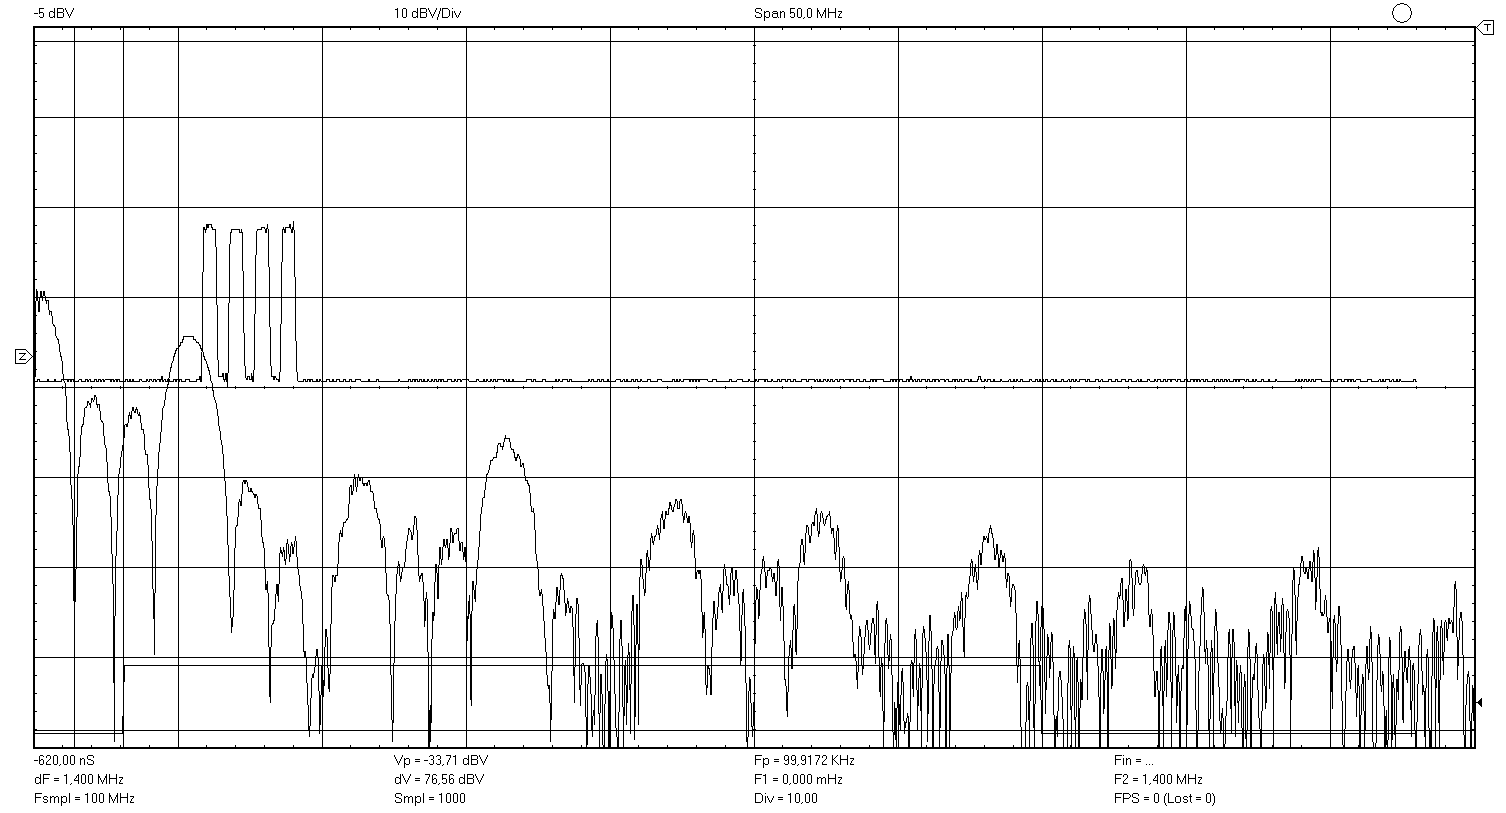 -5 dBV 10 dBV/Div Span 50,0 MHz
T
Z
-620,00 nS Vp = -33,71 dBV Fp = 99,9172 KHz Fin = ...
dF = 1,400 MHz dV = 76,56 dBV F1 = 0,000 mHz F2 = 1,400 MHz
Fsmpl = 100 MHz Smpl = 1000 Div = 10,00 FPS = 0 (Lost = 0)